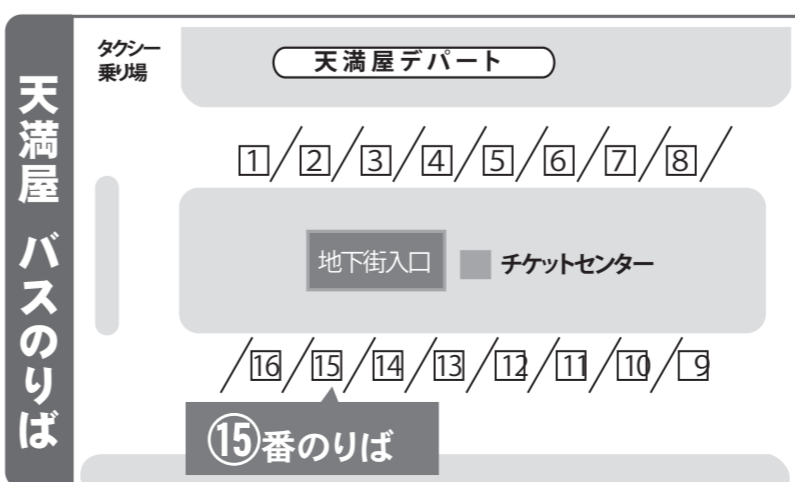 天満屋 バスのりば
タクシー
乗り場
天満屋デパート
1 2 3 4 5 6 7 8
地下街入口
チケットセンター
16 15 14 13 12 11 10 9
⑮番のりば